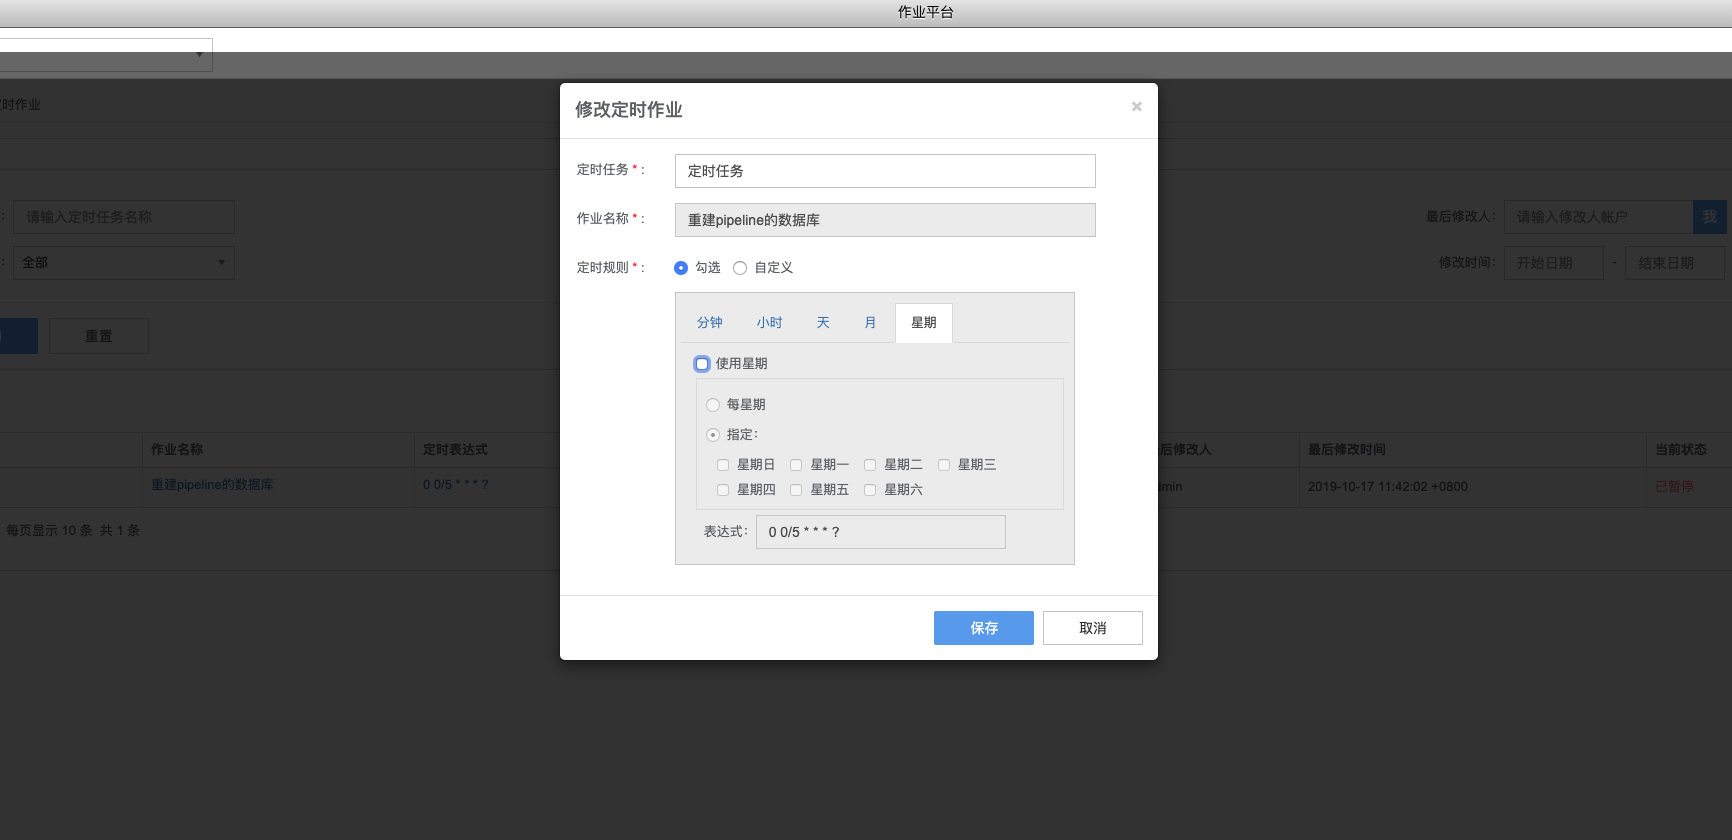 作业平台
定时作业
修改定时作业
定时任务 * :
定时任务
作业名称 * :
重建pipeline的数据库
定时规则 * :
勾选 自定义
分钟 小时 天 月 星期
使用星期
每星期
指定:
星期日 星期一 星期二 星期三
星期四 星期五 星期六
表达式: 0 0/5 * * * ?
保存 取消
: 请输入定时任务名称
最后修改人: 请输入修改人帐户 我
: 全部
修改时间: 开始日期 - 结束日期
重置
作业名称 定时表达式 后修改人 最后修改时间 当前状态
重建pipeline的数据库 0 0/5 * * * ? dmin 2019-10-17 11:42:02 +0800 已暂停
每页显示 10 条 共 1 条